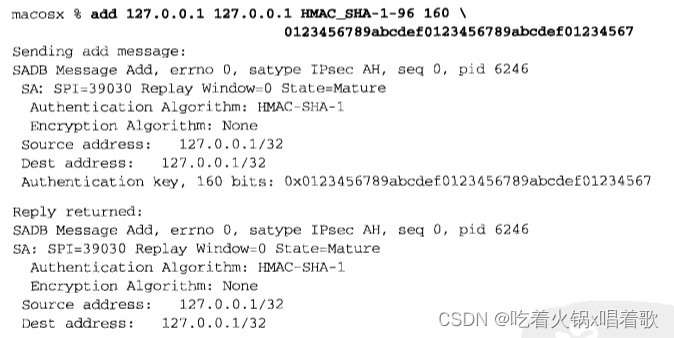 macosx % add 127.0.0.1 127.0.0.1 HMAC_SHA-1-96 160 \
0123456789abcdef0123456789abcdef01234567
Sending add message:
SADB Message Add, errno 0, satype IPsec AH, seq 0, pid 6246
SA: SPI=39030 Replay Window=0 State=Mature
Authentication Algorithm: HMAC-SHA-1
Encryption Algorithm: None
Source address: 127.0.0.1/32
Dest address: 127.0.0.1/32
Authentication key, 160 bits: 0x0123456789abcdef0123456789abcdef01234567
Reply returned:
SADB Message Add, errno 0, satype IPsec AH, seq 0, pid 6246
SA: SPI=39030 Replay Window=0 State=Mature
Authentication Algorithm: HMAC-SHA-1
Encryption Algorithm: None
Source address: 127.0.0.1/32
Dest address: 127.0.0.1/32
CSDN @吃着火锅x唱着歌